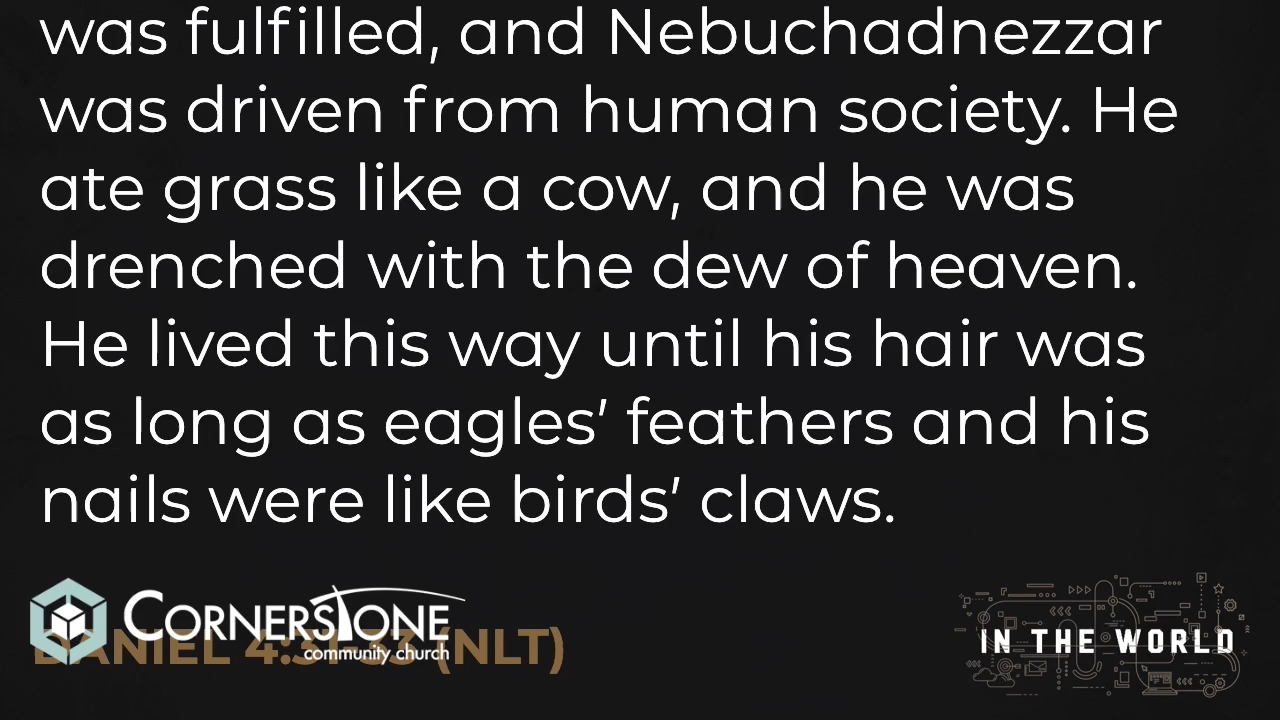 was fulfilled, and Nebuchadnezzar
was driven from human society. He
ate grass like a cow, and he was
drenched with the dew of heaven.
He lived this way until his hair was
as long as eagles’ feathers and his
nails were like birds’ claws.
CORNERSTONE
community church
DANIEL (NLT)
IN THE WORLD